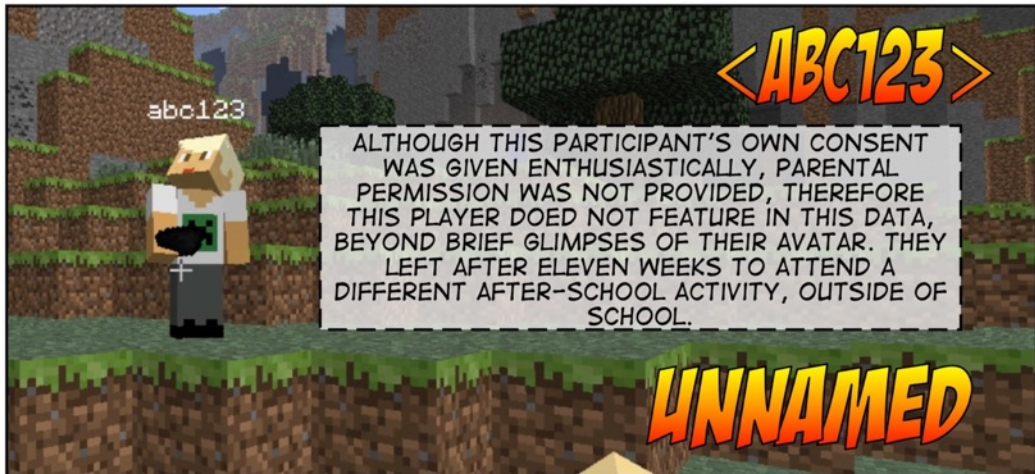 <ABC123>
abc123
ALTHOUGH THIS PARTICIPANT'S OWN CONSENT
WAS GIVEN ENTHUSIASTICALLY, PARENTAL
PERMISSION WAS NOT PROVIDED, THEREFORE
THIS PLAYER DOED NOT FEATURE IN THIS DATA,
BEYOND BRIEF GLIMPSES OF THEIR AVATAR. THEY
LEFT AFTER ELEVEN WEEKS TO ATTEND A
DIFFERENT AFTER-SCHOOL ACTIVITY, OUTSIDE OF
SCHOOL.
UNNAMED